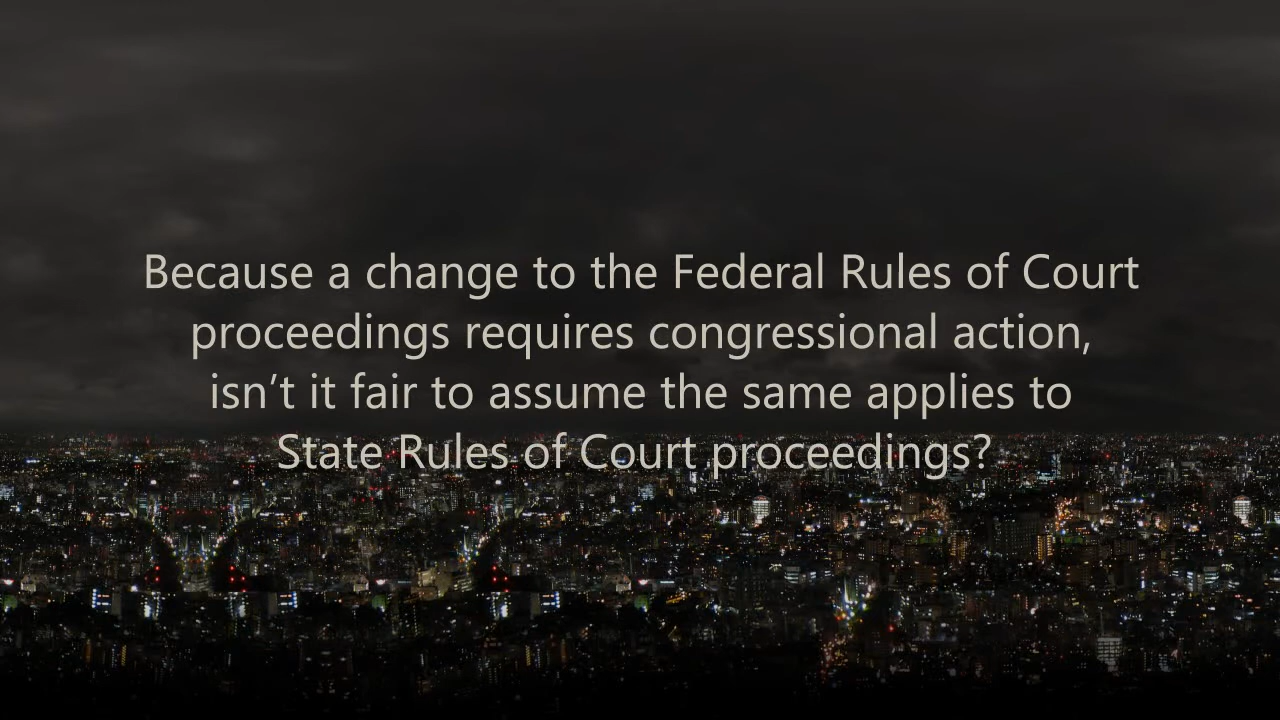 Because a change to the Federal Rules of Court
proceedings requires congressional action,
isn’t it fair to assume the same applies to
State Rules of Court proceedings?